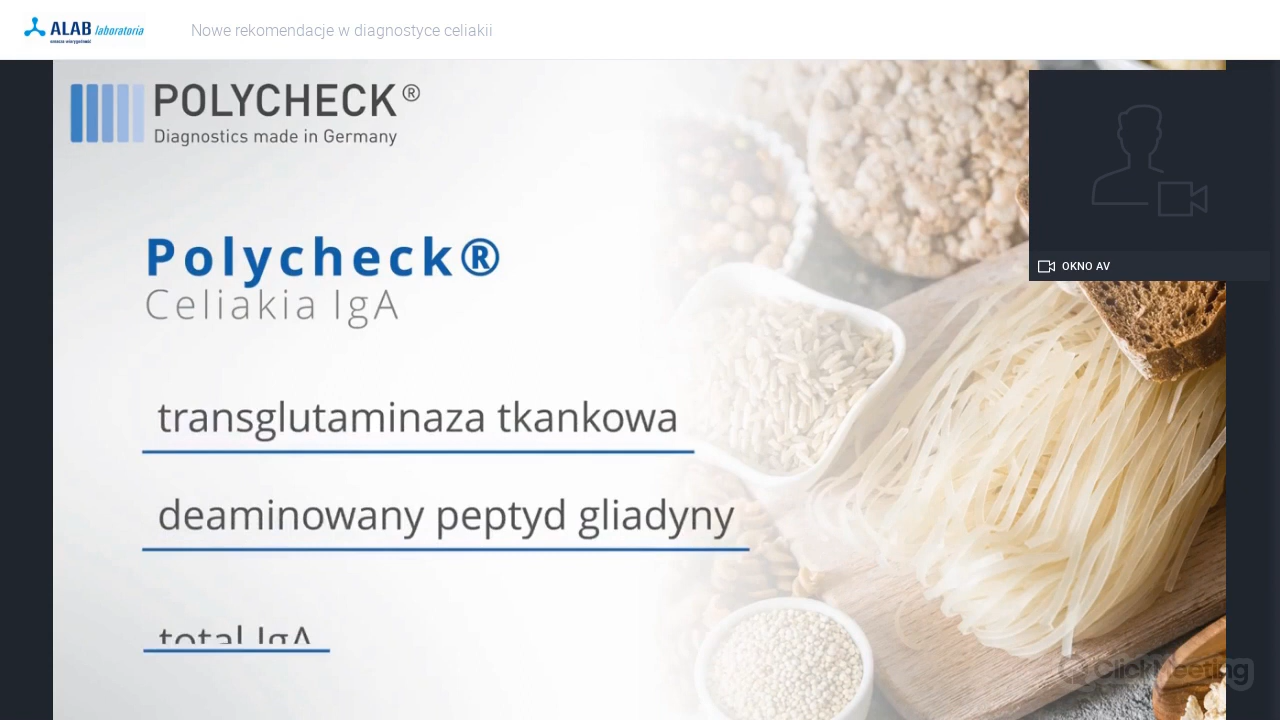 ALAB laboratoria
Nowe rekomendacje w diagnostyce celiakii
POLYCHECK®
Diagnostics made in Germany
Polycheck®
Celiakia IgA
transglutaminaza tkankowa
deaminowany peptyd gliadyny
total IgA
OKNO AV
ClickMeeting